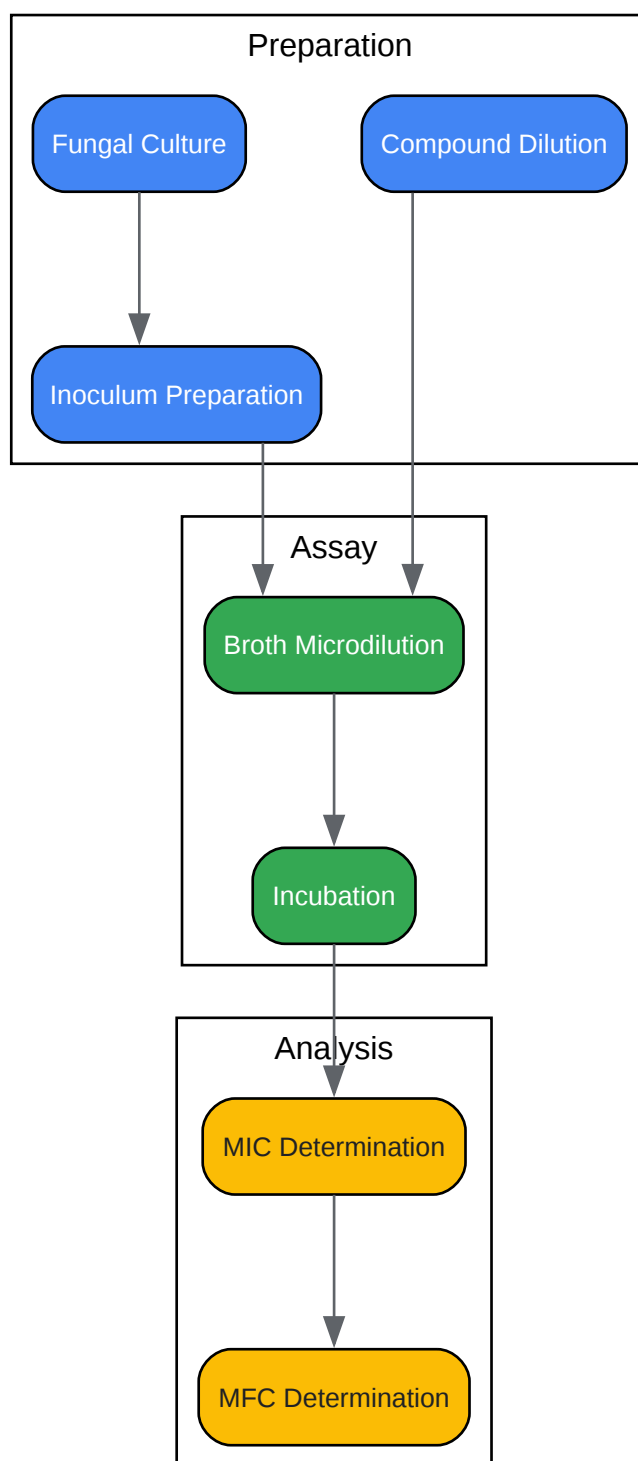 Preparation
Fungal Culture
Compound Dilution
Inoculum Preparation
Assay
Broth Microdilution
Incubation
Analysis
MIC Determination
MFC Determination